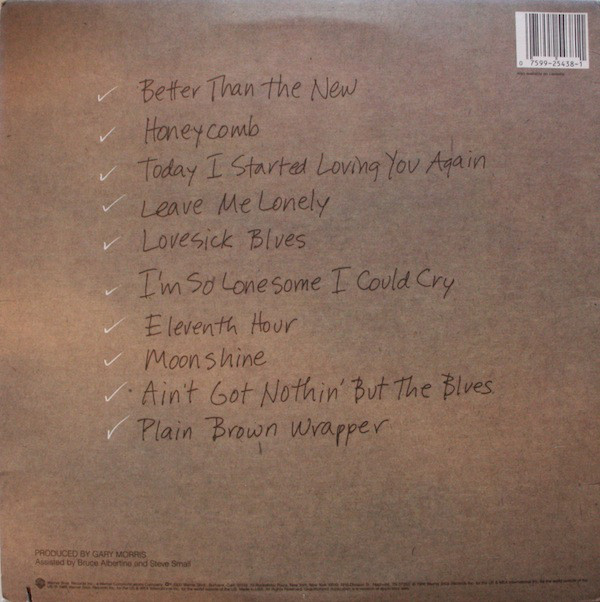 0 7599-25438-1
Better Than the New
Honeycomb
Today I Started Loving You Again
Leave Me Lonely
Lovesick Blues
I'm So Lonesome I Could Cry
Eleventh Hour
Moonshine
Ain't Got Nothin' But The Blues
Plain Brown Wrapper
PRODUCED BY GARY MORRIS
Assisted by Bruce Albertine and Steve Small